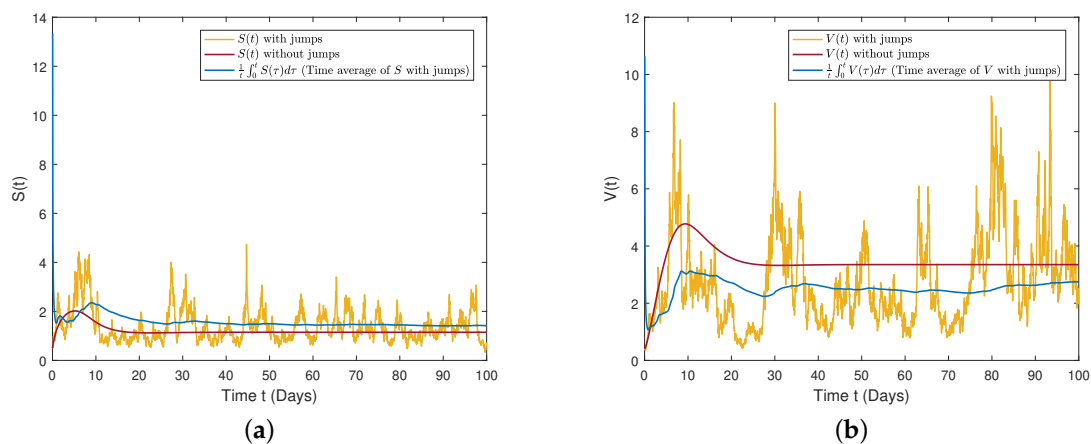 14
12
10
8
6
4
2
0
S(t)
S(t) with jumps
S(t) without jumps
1/t ∫₀ᵗ S(τ)dτ (Time average of S with jumps)
0 10 20 30 40 50 60 70 80 90 100
Time t (Days)
(a)
12
10
8
6
4
2
0
V(t)
V(t) with jumps
V(t) without jumps
1/t ∫₀ᵗ V(τ)dτ (Time average of V with jumps)
0 10 20 30 40 50 60 70 80 90 100
Time t (Days)
(b)